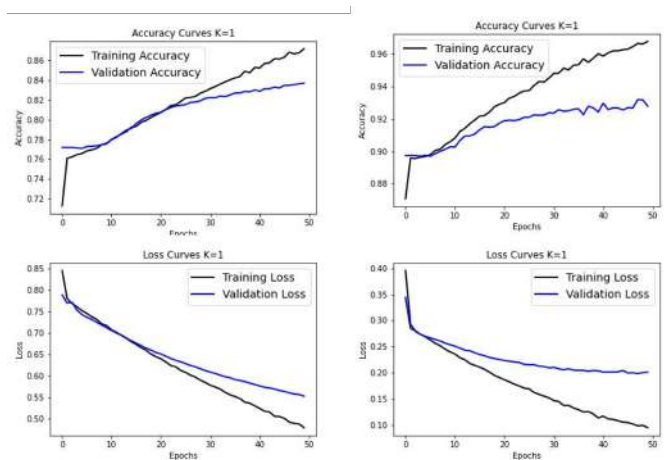 Accuracy Curves K=1
Training Accuracy
Validation Accuracy
0.86
0.84
0.82
0.80
0.78
0.76
0.74
0.72
Accuracy
0
10
20
30
40
50
Epochs
Accuracy Curves K=1
Training Accuracy
Validation Accuracy
0.96
0.94
0.92
0.90
0.88
Accuracy
0
10
20
30
40
50
Epochs
Loss Curves K=1
Training Loss
Validation Loss
0.85
0.80
0.75
0.70
0.65
0.60
0.55
0.50
Loss
0
10
20
30
40
50
Epochs
Loss Curves K=1
Training Loss
Validation Loss
0.40
0.35
0.30
0.25
0.20
0.15
0.10
Loss
0
10
20
30
40
50
Epochs